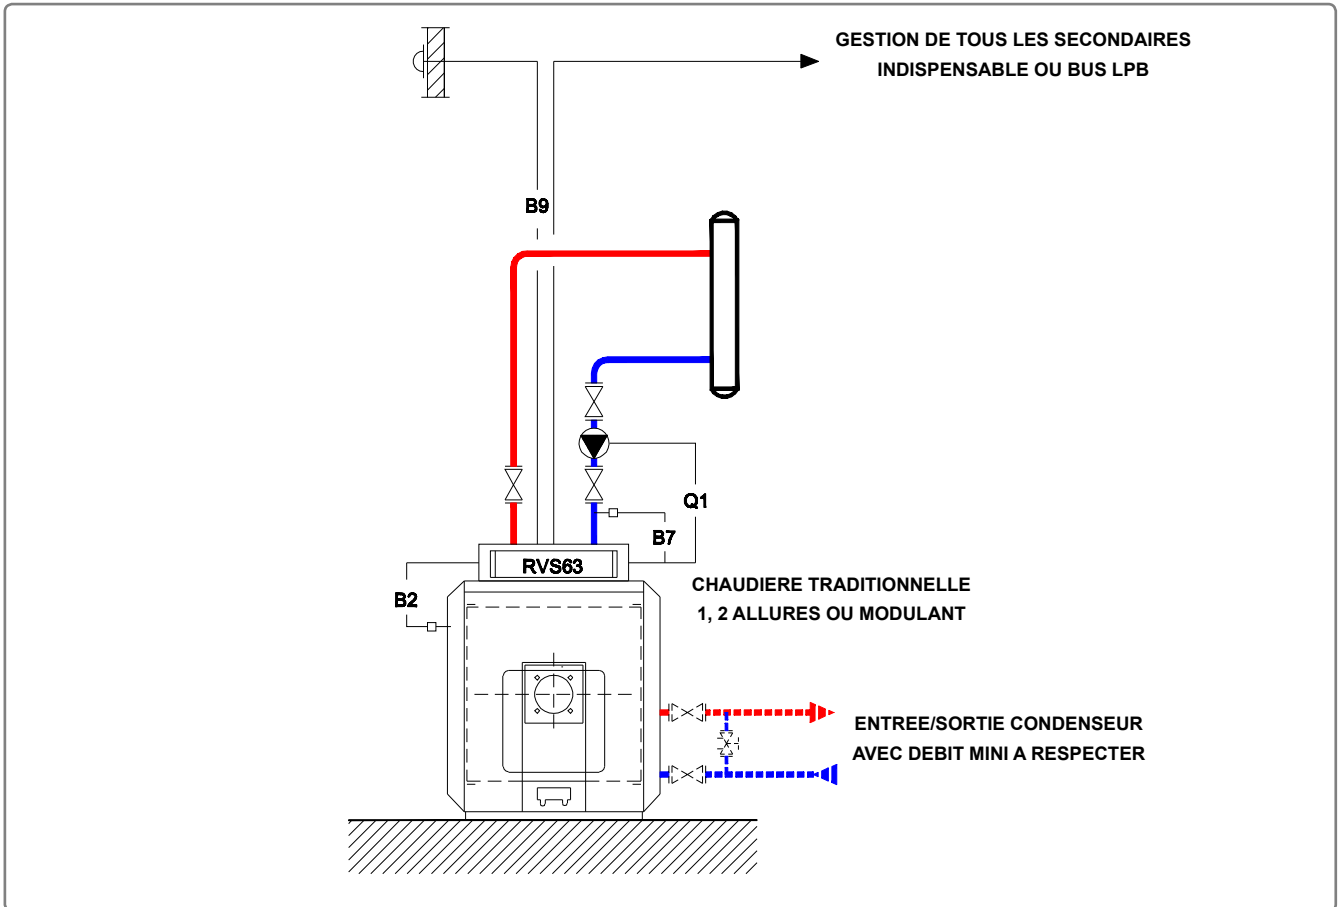 GESTION DE TOUS LES SECONDAIRES
INDISPENSABLE OU BUS LPB
B9
Q1
B7
RVS63
B2
CHAUDIERE TRADITIONNELLE
1, 2 ALLURES OU MODULANT
ENTREE/SORTIE CONDENSEUR
AVEC DEBIT MINI A RESPECTER